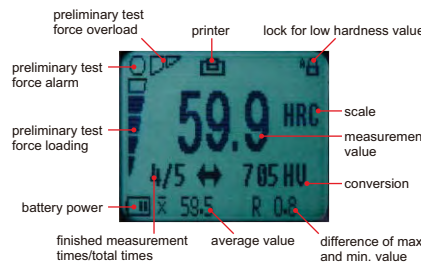 preliminary test
force overload
printer
lock for low hardness value
preliminary test
force alarm
59.9 HRC
scale
preliminary test
force loading
measurement
value
4/5 ⇔ 705 HV
conversion
battery power
x̄ 59.5 R 0.8
finished measurement
times/total times
average value
difference of max
and min. value